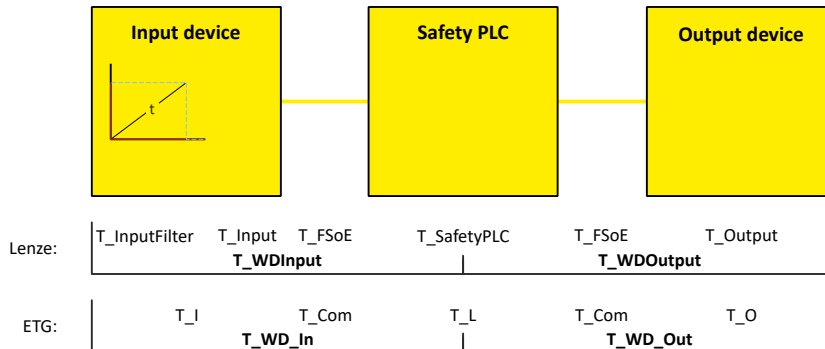 Input device Safety PLC Output device
t
Lenze: T_InputFilter T_Input T_FSoE T_SafetyPLC T_FSoE T_Output
T_WDInput T_WDOutput
ETG: T_I T_Com T_L T_Com T_O
T_WD_In T_WD_Out